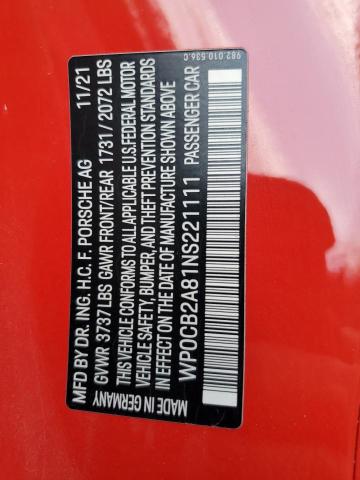 MFD BY DR. ING. H.C. F. PORSCHE AG 11/21
GVWR 3737 LBS GAWR FRONT/REAR 1731/2072 LBS
THIS VEHICLE CONFORMS TO ALL APPLICABLE U.S. FEDERAL MOTOR
VEHICLE SAFETY, BUMPER, AND THEFT PREVENTION STANDARDS
IN EFFECT ON THE DATE OF MANUFACTURE SHOWN ABOVE
WP0CB2A81NS221111 PASSENGER CAR
MADE IN GERMANY
982.010.536.C